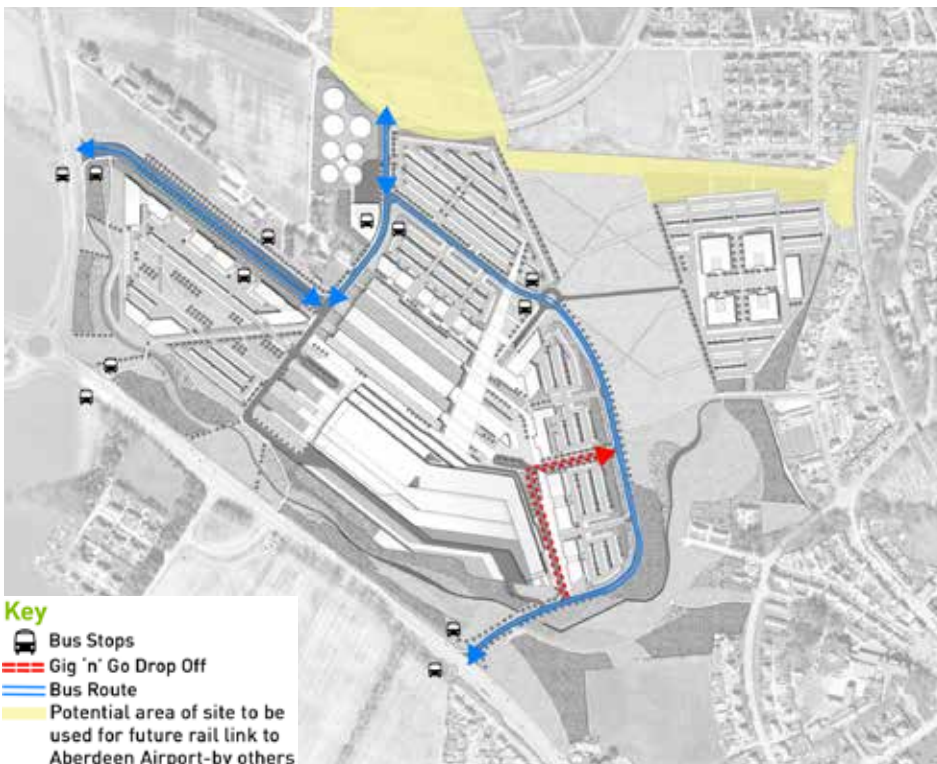 Key
Bus Stops
Gig 'n' Go Drop Off
Bus Route
Potential area of site to be
used for future rail link to
Aberdeen Airport-by others